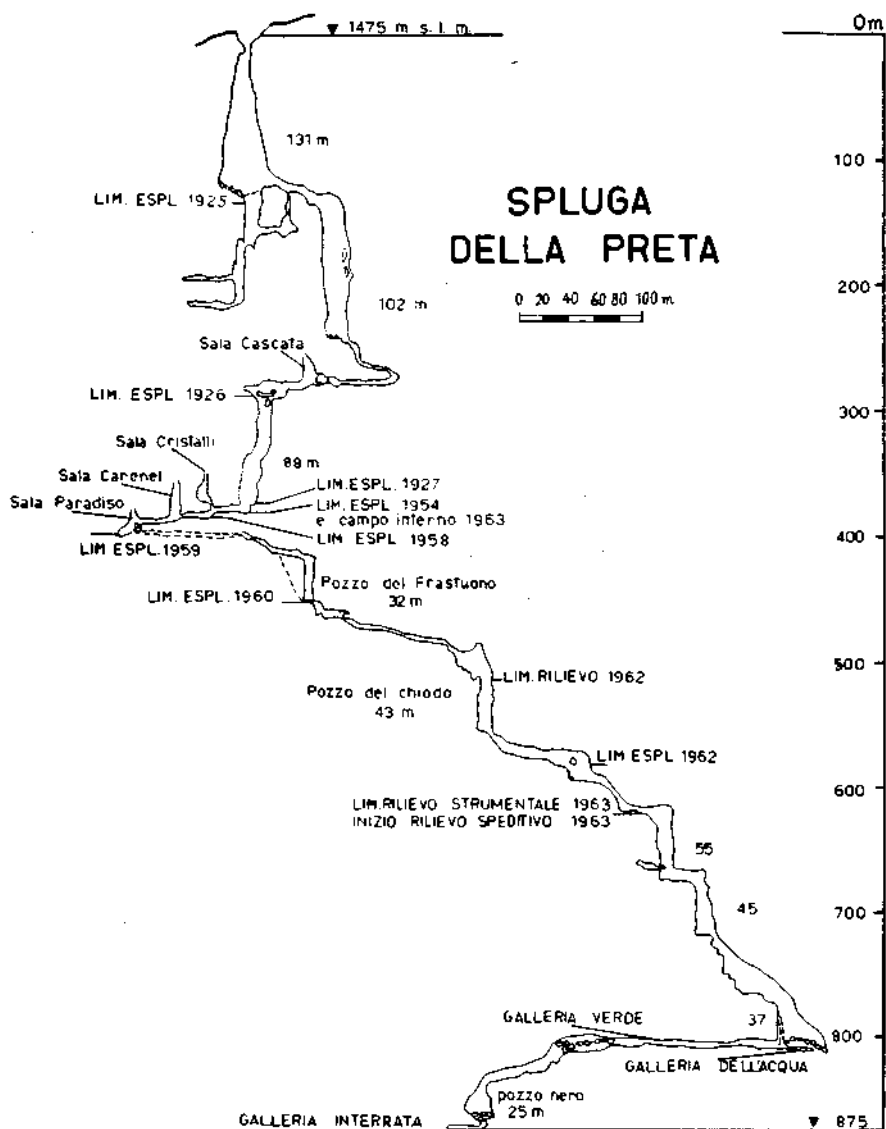 1475 m s.l.m.
0m
131 m
100
LIM. ESPL 1925
SPLUGA
DELLA PRETA
200
0 20 40 60 80 100 m.
102 m
Sala Cascata
LIM. ESPL 1926
300
Sala Cristalli
89 m
Sala Carenel
LIM. ESPL. 1927
Sala Paradiso
LIM. ESPL 1954
e campo interno 1963
400
LIM ESPL 1958
LIM ESPL. 1959
Pozzo del Frastuono
32 m
LIM. ESPL. 1960
500
LIM. RILIEVO 1962
Pozzo del chiodo
43 m
LIM ESPL 1962
600
LIM. RILIEVO STRUMENTALE 1963
INIZIO RILIEVO SPEDITIVO 1963
55
45
700
37
GALLERIA VERDE
800
GALLERIA DELL'ACQUA
pozzo nero
25 m
GALLERIA INTERRATA
875